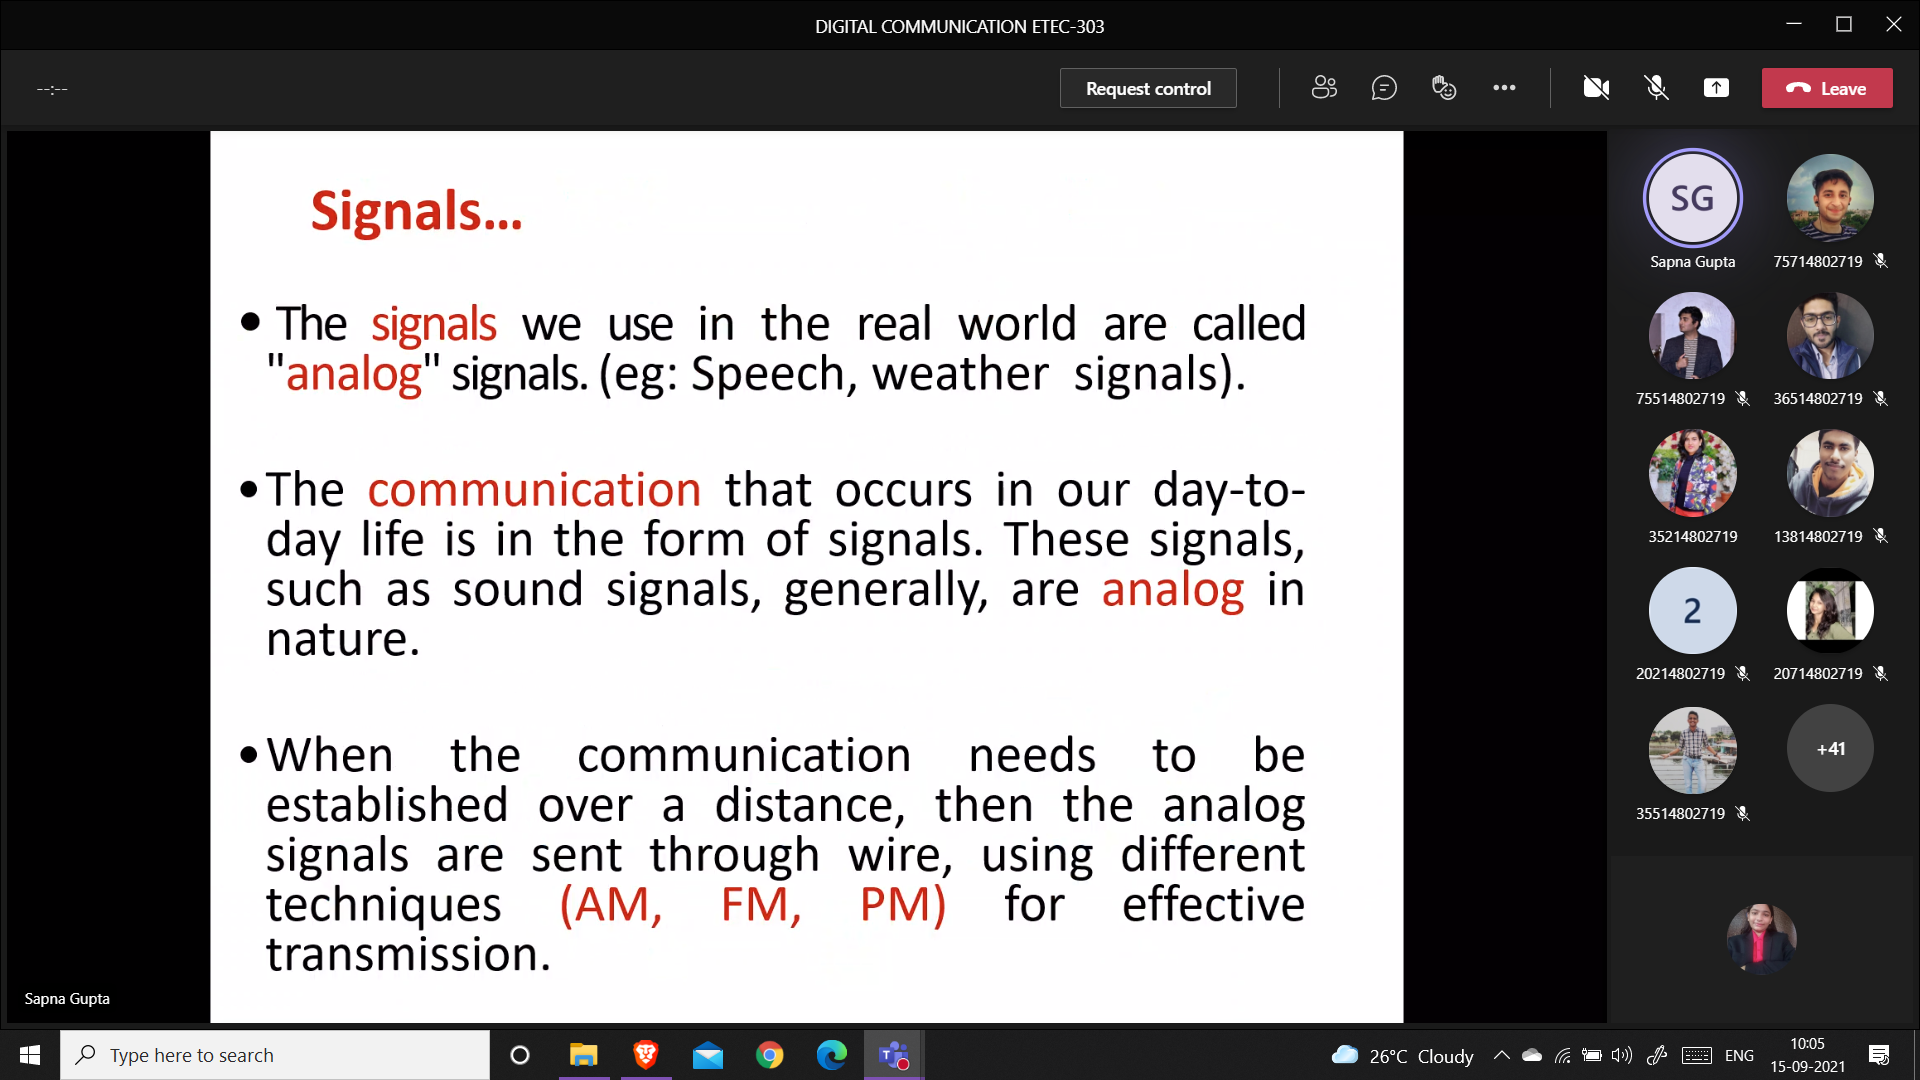 DIGITAL COMMUNICATION ETEC-303
--:--
Request control
Leave
Signals...
• The signals we use in the real world are called
"analog" signals. (eg: Speech, weather signals).
•The communication that occurs in our day-to-
day life is in the form of signals. These signals,
such as sound signals, generally, are analog in
nature.
•When the communication needs to be
established over a distance, then the analog
signals are sent through wire, using different
techniques (AM, FM, PM) for effective
transmission.
Sapna Gupta
SG
Sapna Gupta
75714802719
75514802719
36514802719
35214802719
13814802719
2
20214802719
20714802719
35514802719
+41
Type here to search
26°C Cloudy
ENG
10:05
15-09-2021